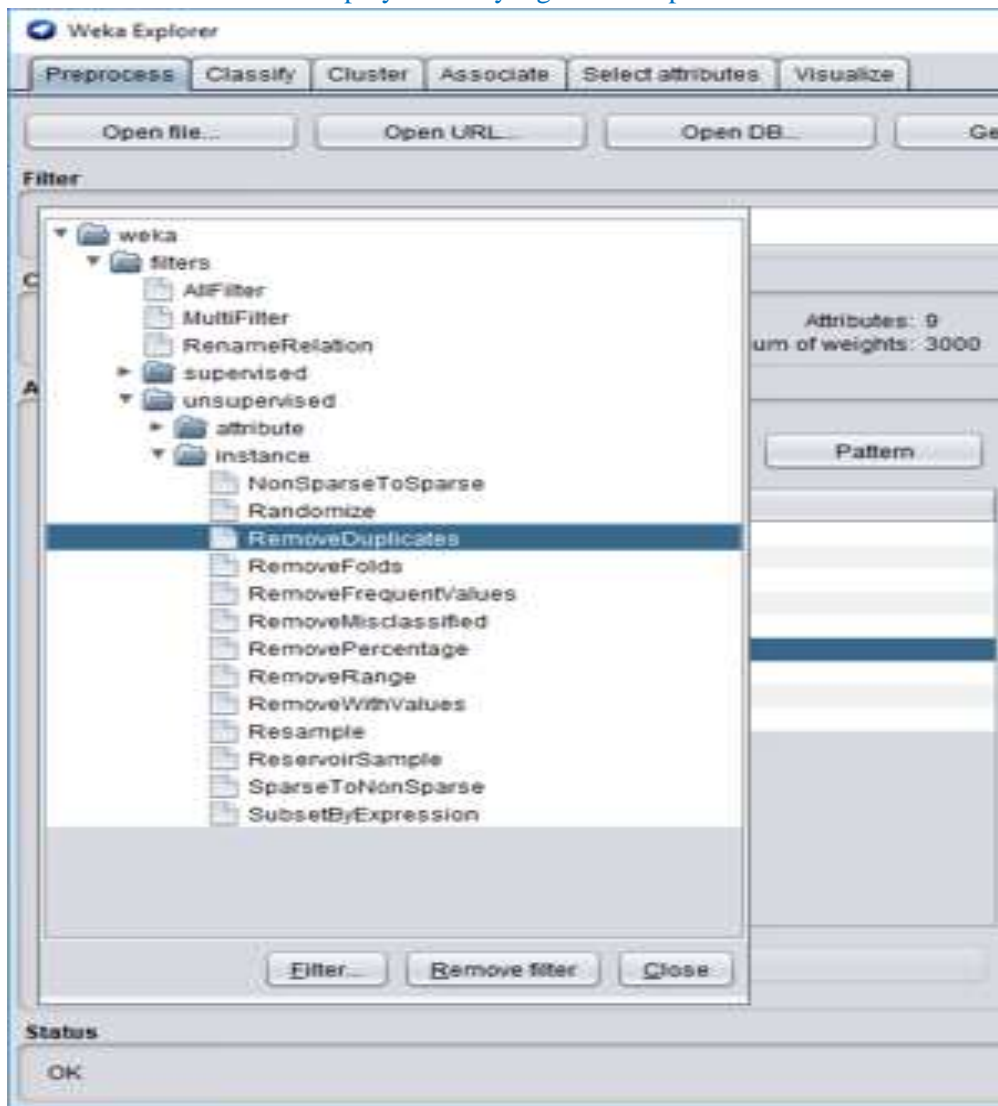 Weka Explorer
Preprocess Classify Cluster Associate Select attributes Visualize
Open file... Open URL... Open DB... Ge
Filter
weka
filters
AllFilter
MultiFilter
RenameRelation
supervised
unsupervised
attribute
instance
NonSparseToSparse
Randomize
RemoveDuplicates
RemoveFolds
RemoveFrequentValues
RemoveMisclassified
RemovePercentage
RemoveRange
RemoveWithValues
Resample
ReservoirSample
SparseToNonSparse
SubsetByExpression
C
Attributes: 9
um of weights: 3000
A
Pattern
Filter... Remove filter Close
Status
OK